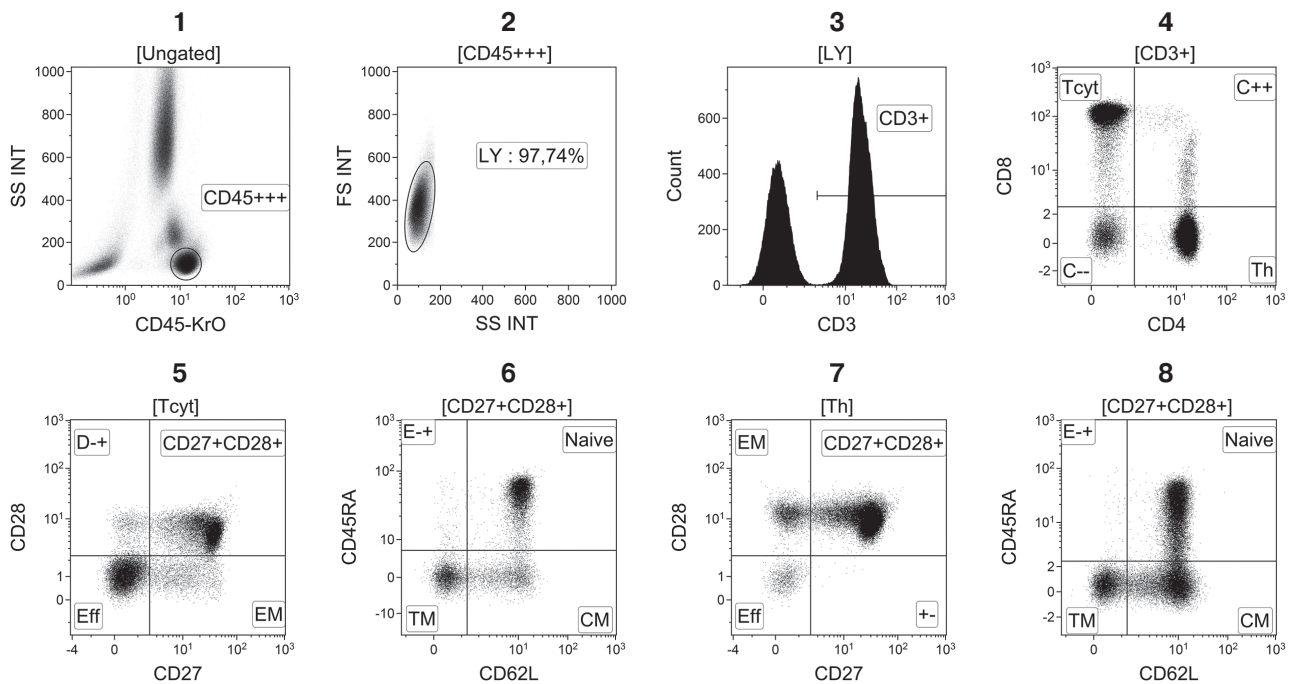 1
[Ungated]
1000
800
600
400
200
0
SS INT
CD45+++
10⁰ 10¹ 10² 10³
CD45-KrO
2
[CD45+++]
1000
800
600
400
200
0
FS INT
LY : 97,74%
0 200 400 600 800 1000
SS INT
3
[LY]
600
400
200
0
Count
CD3+
0 10¹ 10² 10³
CD3
4
[CD3+]
10³
10²
10¹
2
0
-2
CD8
Tcyt
C++
C--
Th
0 10¹ 10² 10³
CD4
5
[Tcyt]
10³
10²
10¹
1
0
CD28
D-+
CD27+CD28+
Eff
EM
-4 0 10¹ 10² 10³
CD27
6
[CD27+CD28+]
10³
10²
10
0
-10
CD45RA
E-+
Naive
TM
CM
0 10¹ 10² 10³
CD62L
7
[Th]
10³
10²
10¹
1
0
CD28
EM
CD27+CD28+
Eff
+-
-4 0 10¹ 10² 10³
CD27
8
[CD27+CD28+]
10³
10²
10¹
2
0
-2
CD45RA
E-+
Naive
TM
CM
0 10¹ 10² 10³
CD62L